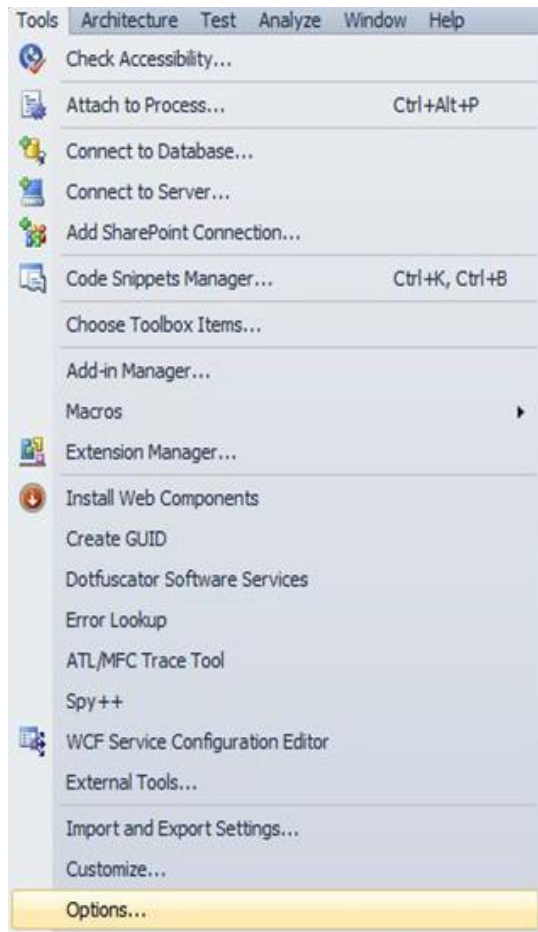 Tools Architecture Test Analyze Window Help
Check Accessibility...
Attach to Process... Ctrl+Alt+P
Connect to Database...
Connect to Server...
Add SharePoint Connection...
Code Snippets Manager... Ctrl+K, Ctrl+B
Choose Toolbox Items...
Add-in Manager...
Macros
Extension Manager...
Install Web Components
Create GUID
Dotfuscator Software Services
Error Lookup
ATL/MFC Trace Tool
Spy++
WCF Service Configuration Editor
External Tools...
Import and Export Settings...
Customize...
Options...